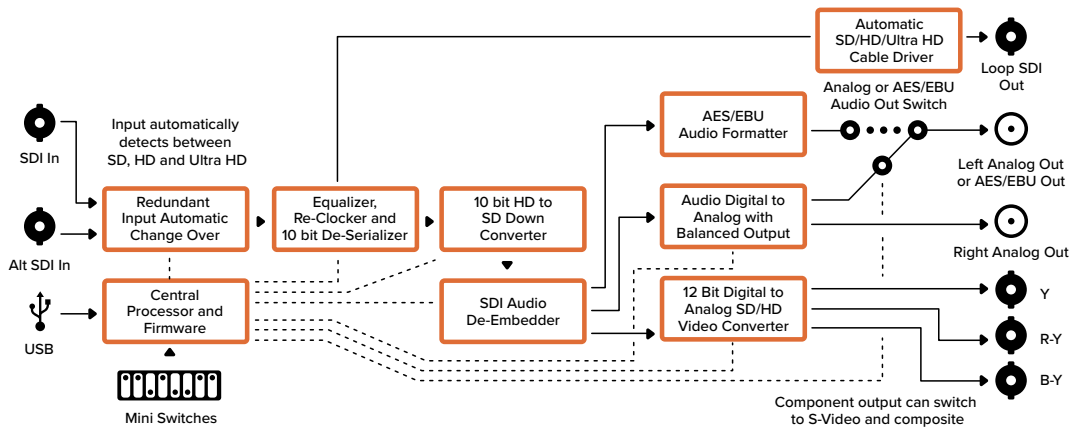 Automatic
SD/HD/Ultra HD
Cable Driver
Loop SDI
Out
Analog or AES/EBU
Audio Out Switch
SDI In
Input automatically
detects between
SD, HD and Ultra HD
AES/EBU
Audio Formatter
Left Analog Out
or AES/EBU Out
Alt SDI In
Redundant
Input Automatic
Change Over
Equalizer,
Re-Clocker and
10 bit De-Serializer
10 bit HD to
SD Down
Converter
Audio Digital to
Analog with
Balanced Output
Right Analog Out
USB
Central
Processor and
Firmware
SDI Audio
De-Embedder
12 Bit Digital to
Analog SD/HD
Video Converter
Y
R-Y
B-Y
Mini Switches
Component output can switch
to S-Video and composite